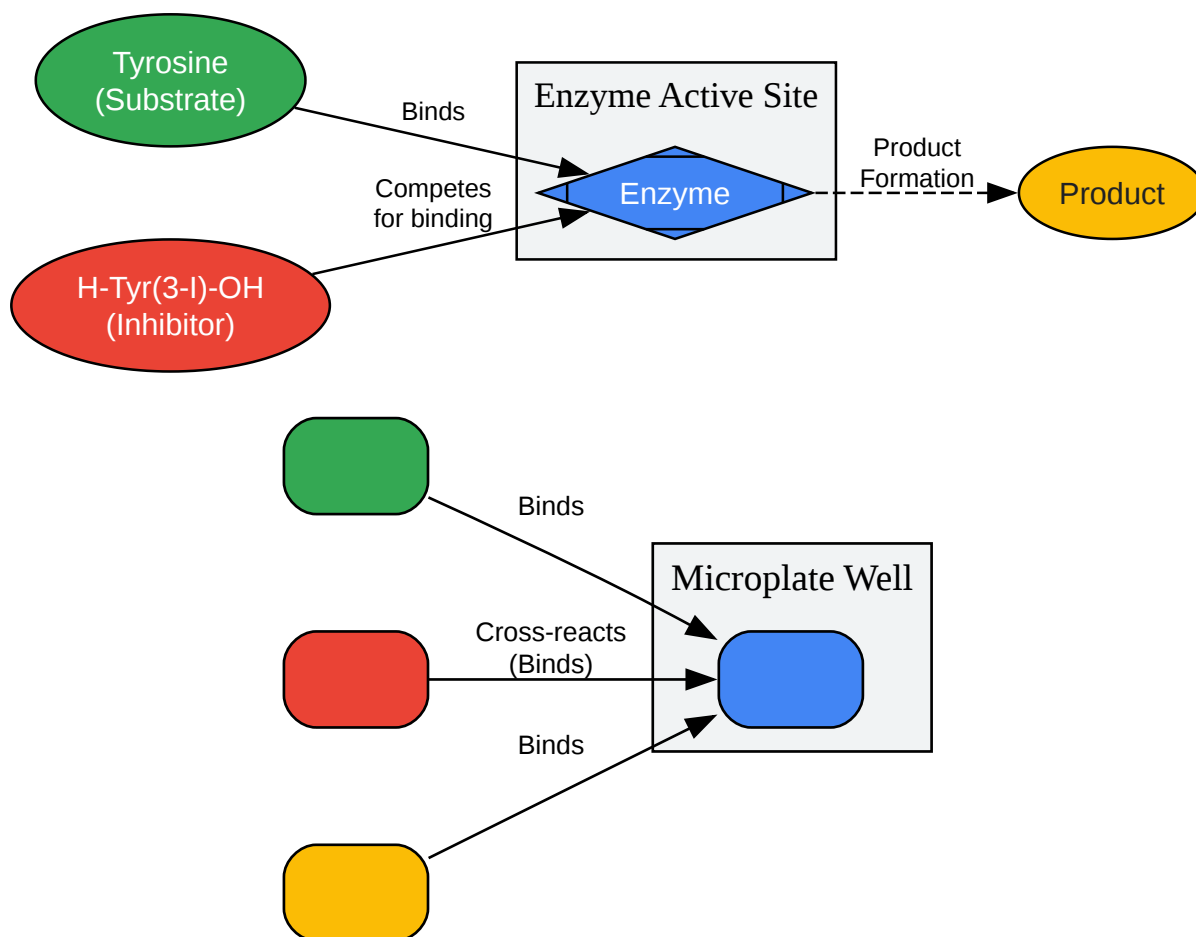 Tyrosine
(Substrate)
Binds
Enzyme Active Site
Enzyme
Product
Formation
Product
Competes
for binding
H-Tyr(3-I)-OH
(Inhibitor)
Binds
Microplate Well
Cross-reacts
(Binds)
Binds